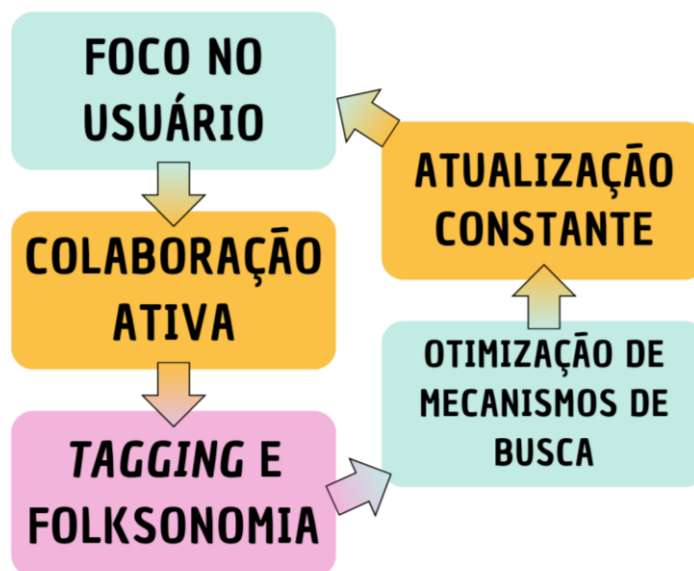 FOCO NO
USUÁRIO
COLABORAÇÃO
ATIVA
TAGGING E
FOLKSONOMIA
OTIMIZAÇÃO DE
MECANISMOS DE
BUSCA
ATUALIZAÇÃO
CONSTANTE